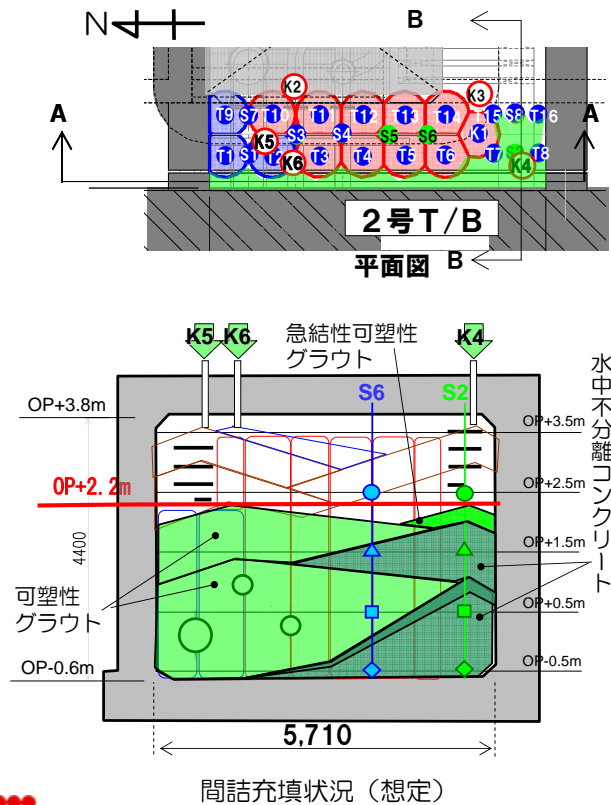 N
B
A
A
K2
K3
T9 S7 T10 T11 T12 T13 T14 T15 S8 T16
K5
S3
S4
S5
S6
K1
T1 S1 T2
K6
T3
T4
T5
T6
T7
T8
K4
2号T/B
平面図
B
K5
K6
急結性可塑性
グラウト
K4
S6
S2
水中不分離コンクリート
OP+3.8m
OP+3.5m
OP+2.2m
OP+2.5m
4400
OP+1.5m
可塑性
グラウト
OP+0.5m
OP-0.6m
OP-0.5m
5,710
間詰充填状況（想定）